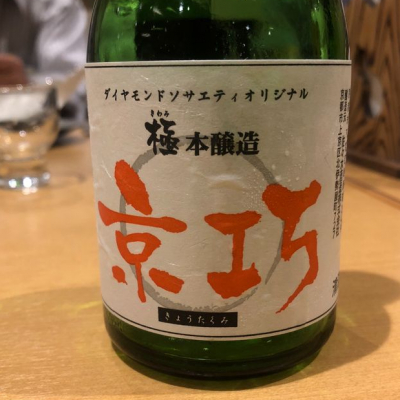 ダイヤモンドソサエティオリジナル
きわみ
極 本醸造
京巧
きょうたくみ